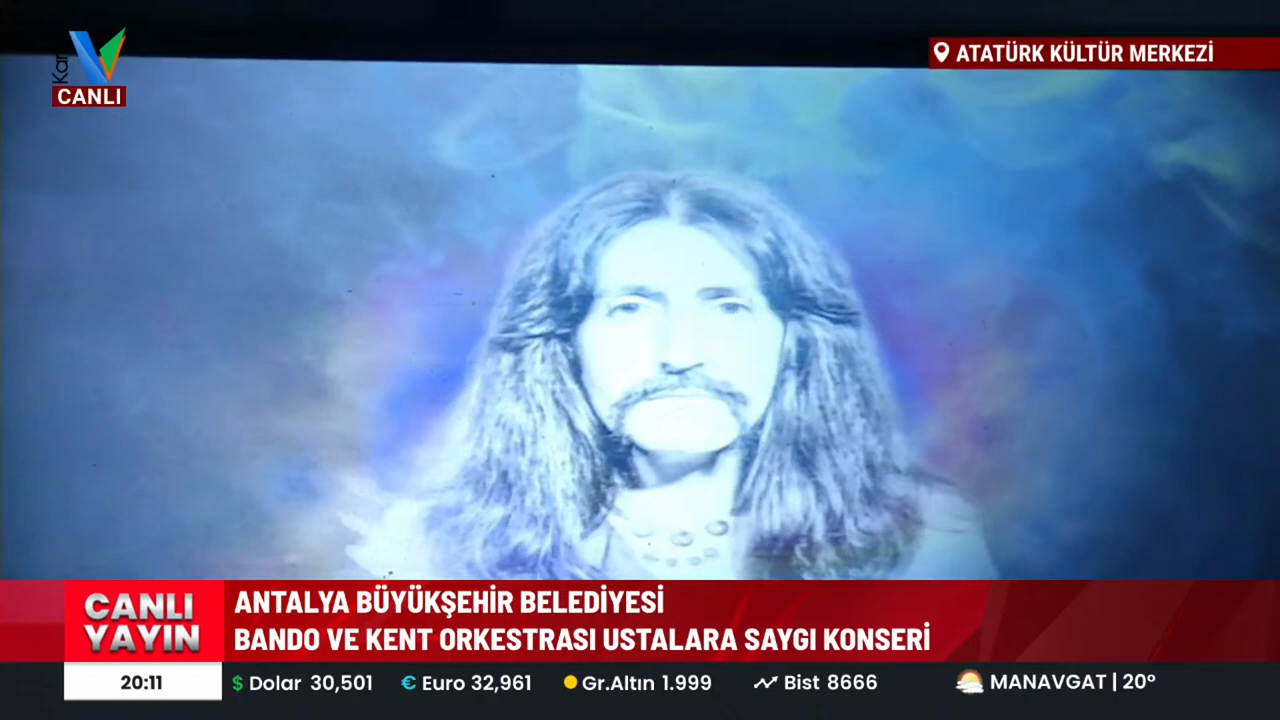 Kan
V
CANLI
ATATÜRK KÜLTÜR MERKEZİ
CANLI
YAYIN
ANTALYA BÜYÜKŞEHİR BELEDİYESİ
BANDO VE KENT ORKESTRASI USTALARA SAYGI KONSERİ
20:11
$ Dolar 30,501 € Euro 32,961 Gr.Altın 1.999 Bist 8666 MANAVGAT | 20°